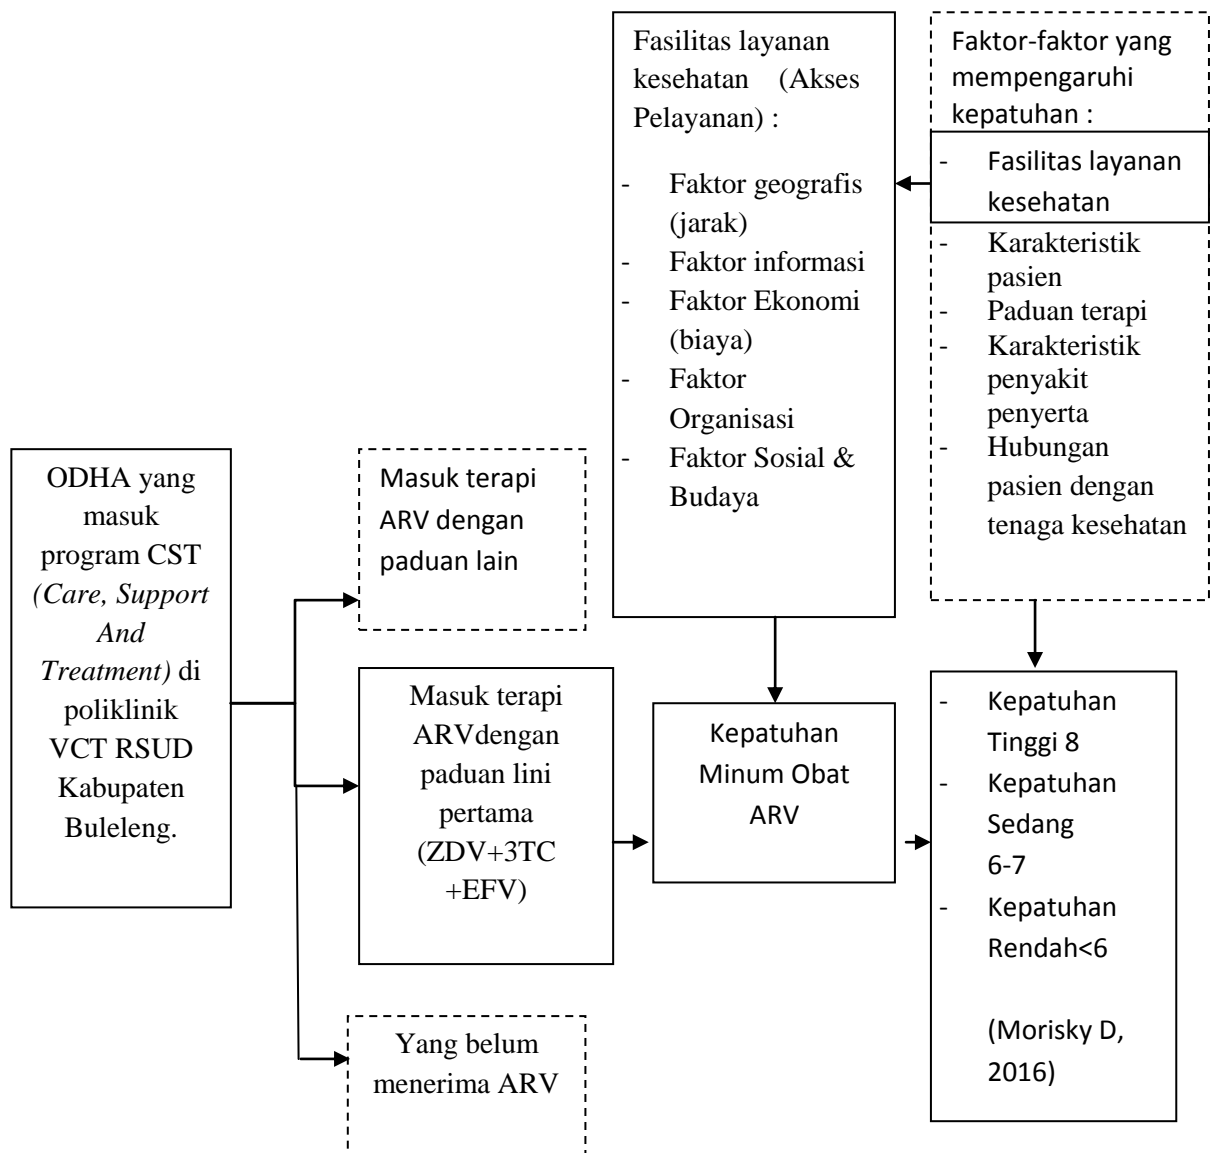 Fasilitas layanan
kesehatan (Akses
Pelayanan) :
- Faktor geografis
(jarak)
- Faktor informasi
- Faktor Ekonomi
(biaya)
- Faktor
Organisasi
- Faktor Sosial &
Budaya
Faktor-faktor yang
mempengaruhi
kepatuhan :
- Fasilitas layanan
kesehatan
- Karakteristik
pasien
- Paduan terapi
- Karakteristik
penyakit
penyerta
- Hubungan
pasien dengan
tenaga kesehatan
ODHA yang
masuk
program CST
(Care, Support
And
Treatment) di
poliklinik
VCT RSUD
Kabupaten
Buleleng.
Masuk terapi
ARV dengan
paduan lain
Masuk terapi
ARVdengan
paduan lini
pertama
(ZDV+3TC
+EFV)
Yang belum
menerima ARV
Kepatuhan
Minum Obat
ARV
- Kepatuhan
Tinggi 8
- Kepatuhan
Sedang
6-7
- Kepatuhan
Rendah<6
(Morisky D,
2016)